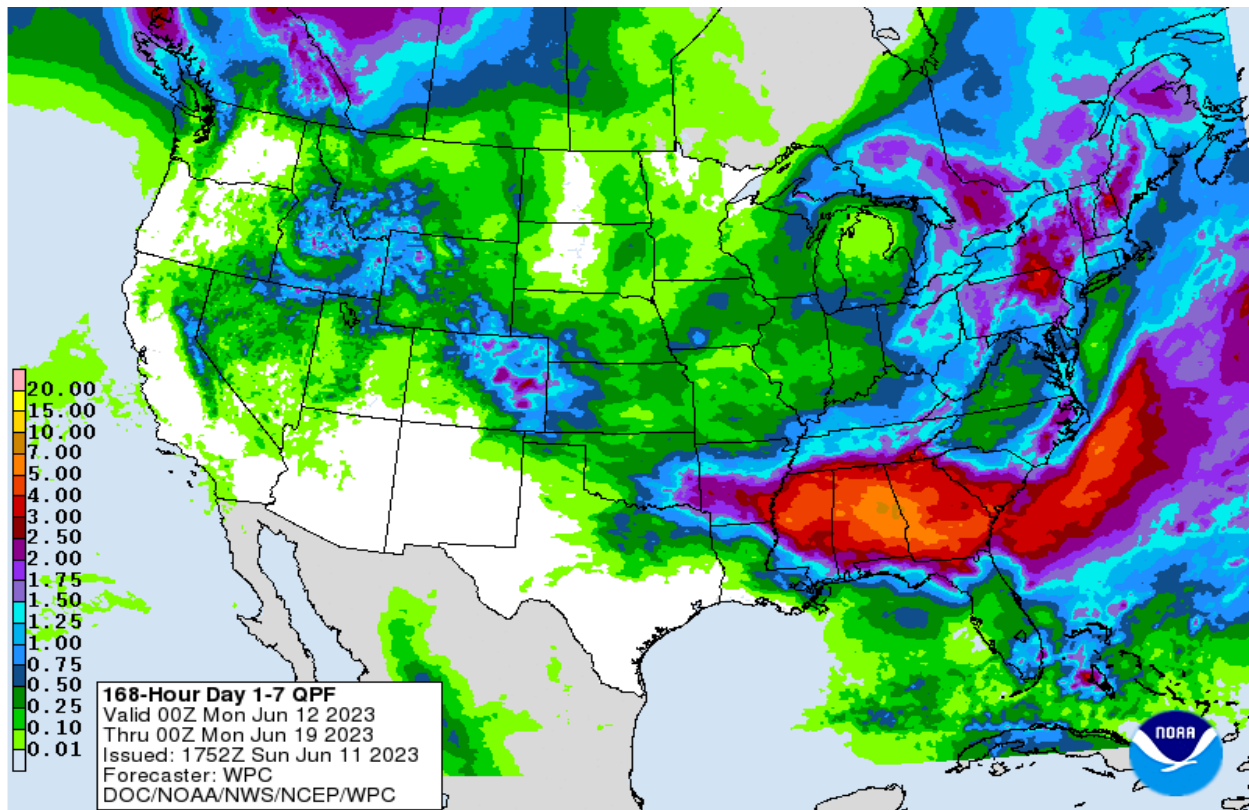 20.00
15.00
10.00
7.00
5.00
4.00
3.00
2.50
2.00
1.75
1.50
1.25
1.00
0.75
0.50
0.25
0.10
0.01
168-Hour Day 1-7 QPF
Valid 00Z Mon Jun 12 2023
Thru 00Z Mon Jun 19 2023
Issued: 1752Z Sun Jun 11 2023
Forecaster: WPC
DOC/NOAA/NWS/NCEP/WPC
NOAA